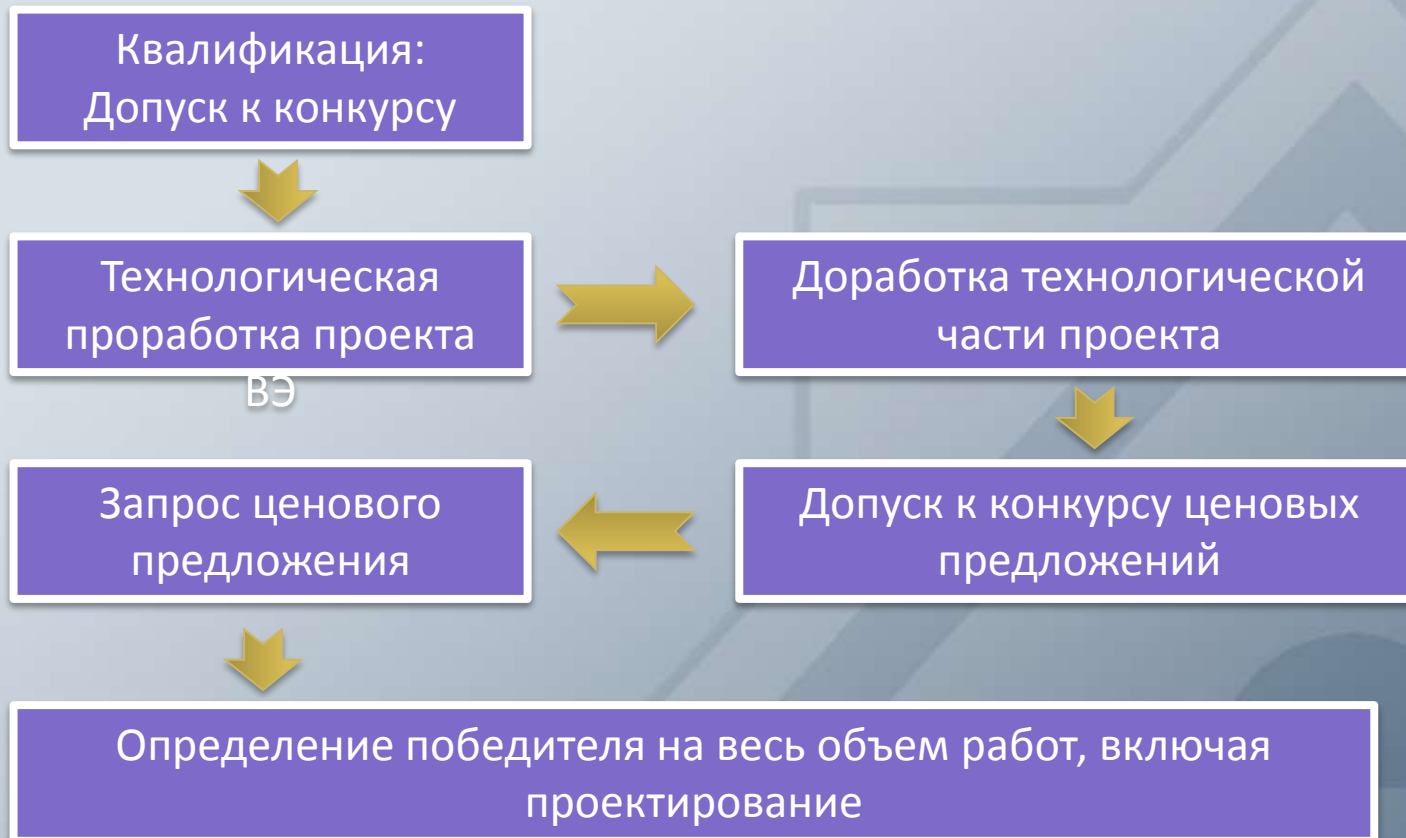 Квалификация:
Допуск к конкурсу
Технологическая
проработка проекта
ВЭ
Доработка технологической
части проекта
Запрос ценового
предложения
Допуск к конкурсу ценовых
предложений
Определение победителя на весь объем работ, включая
проектирование